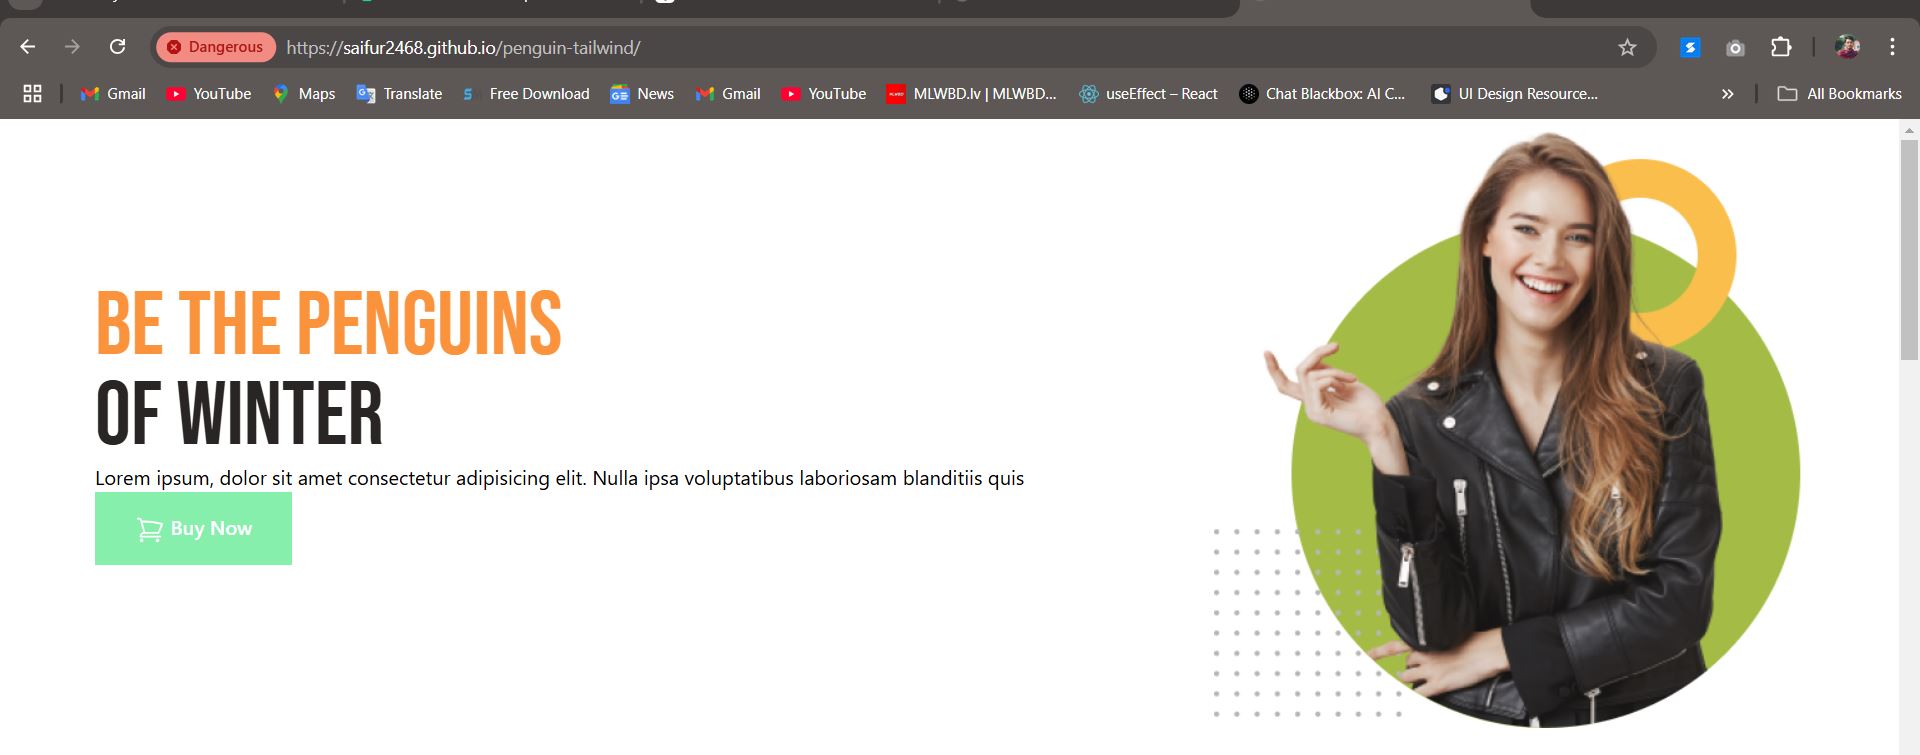 Dangerous https://saifur2468.github.io/penguin-tailwind/
Gmail YouTube Maps Translate Free Download News Gmail YouTube MLWBD.lv | MLWBD... useEffect – React Chat Blackbox: AI C... UI Design Resource... » All Bookmarks
BE THE PENGUINS
OF WINTER
Lorem ipsum, dolor sit amet consectetur adipisicing elit. Nulla ipsa voluptatibus laboriosam blanditiis quis
Buy Now